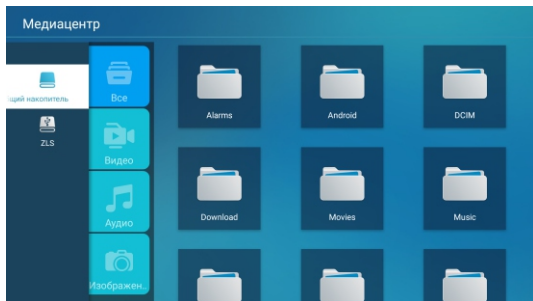 Медиацентр
щий накопитель
ZLS
Все
Видео
Аудио
Изображен...
Alarms
Android
DCIM
Download
Movies
Music